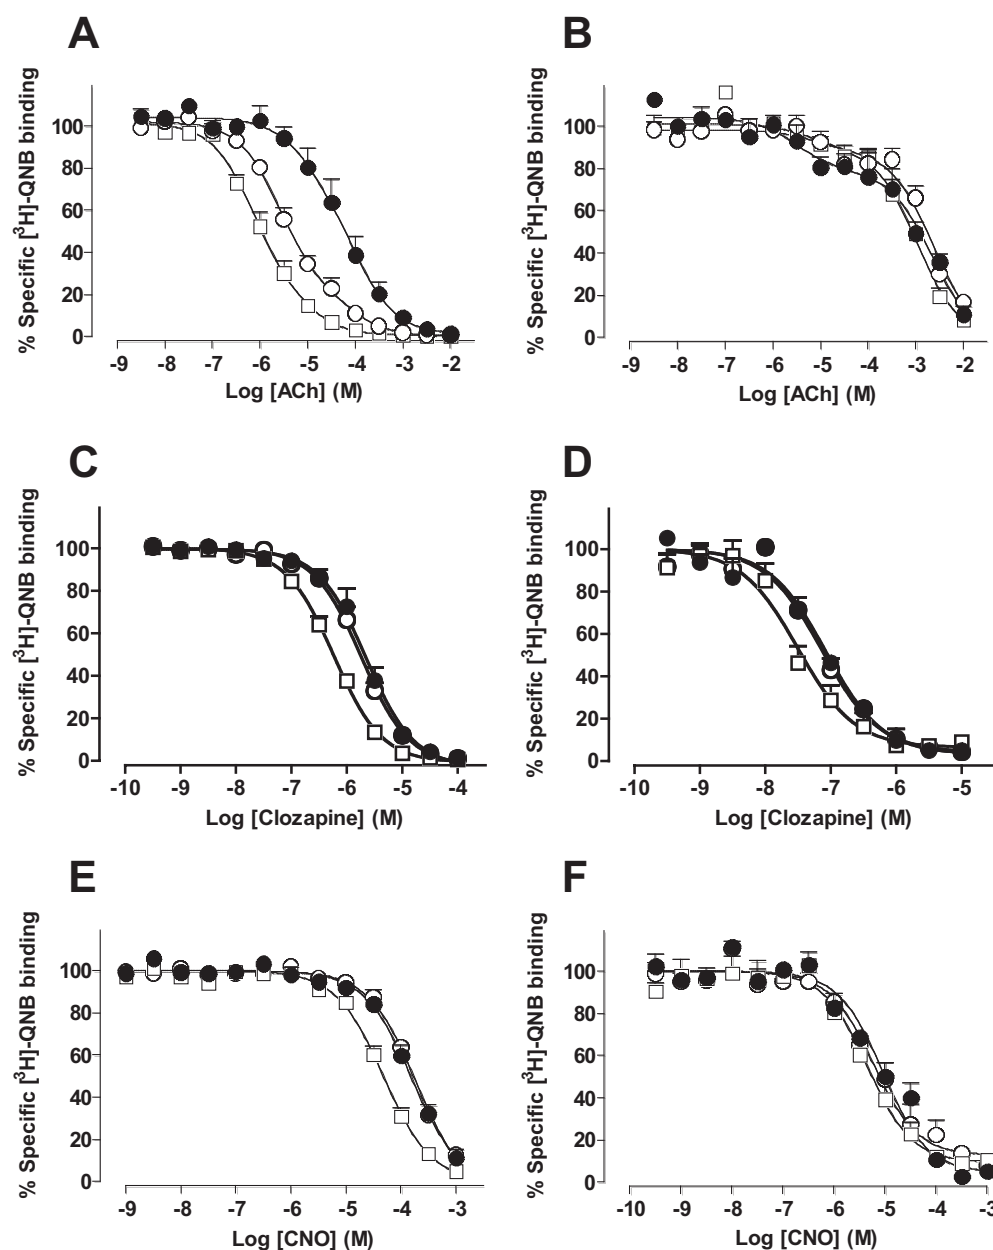 A
% Specific [³H]-QNB binding
100
80
60
40
20
0
-9 -8 -7 -6 -5 -4 -3 -2
Log [ACh] (M)
B
% Specific [³H]-QNB binding
100
80
60
40
20
0
-9 -8 -7 -6 -5 -4 -3 -2
Log [ACh] (M)
C
% Specific [³H]-QNB binding
100
80
60
40
20
0
-10 -9 -8 -7 -6 -5 -4
Log [Clozapine] (M)
D
% Specific [³H]-QNB binding
100
80
60
40
20
0
-10 -9 -8 -7 -6 -5
Log [Clozapine] (M)
E
% Specific [³H]-QNB binding
100
80
60
40
20
0
-9 -8 -7 -6 -5 -4 -3
Log [CNO] (M)
F
% Specific [³H]-QNB binding
100
80
60
40
20
0
-10 -9 -8 -7 -6 -5 -4 -3
Log [CNO] (M)